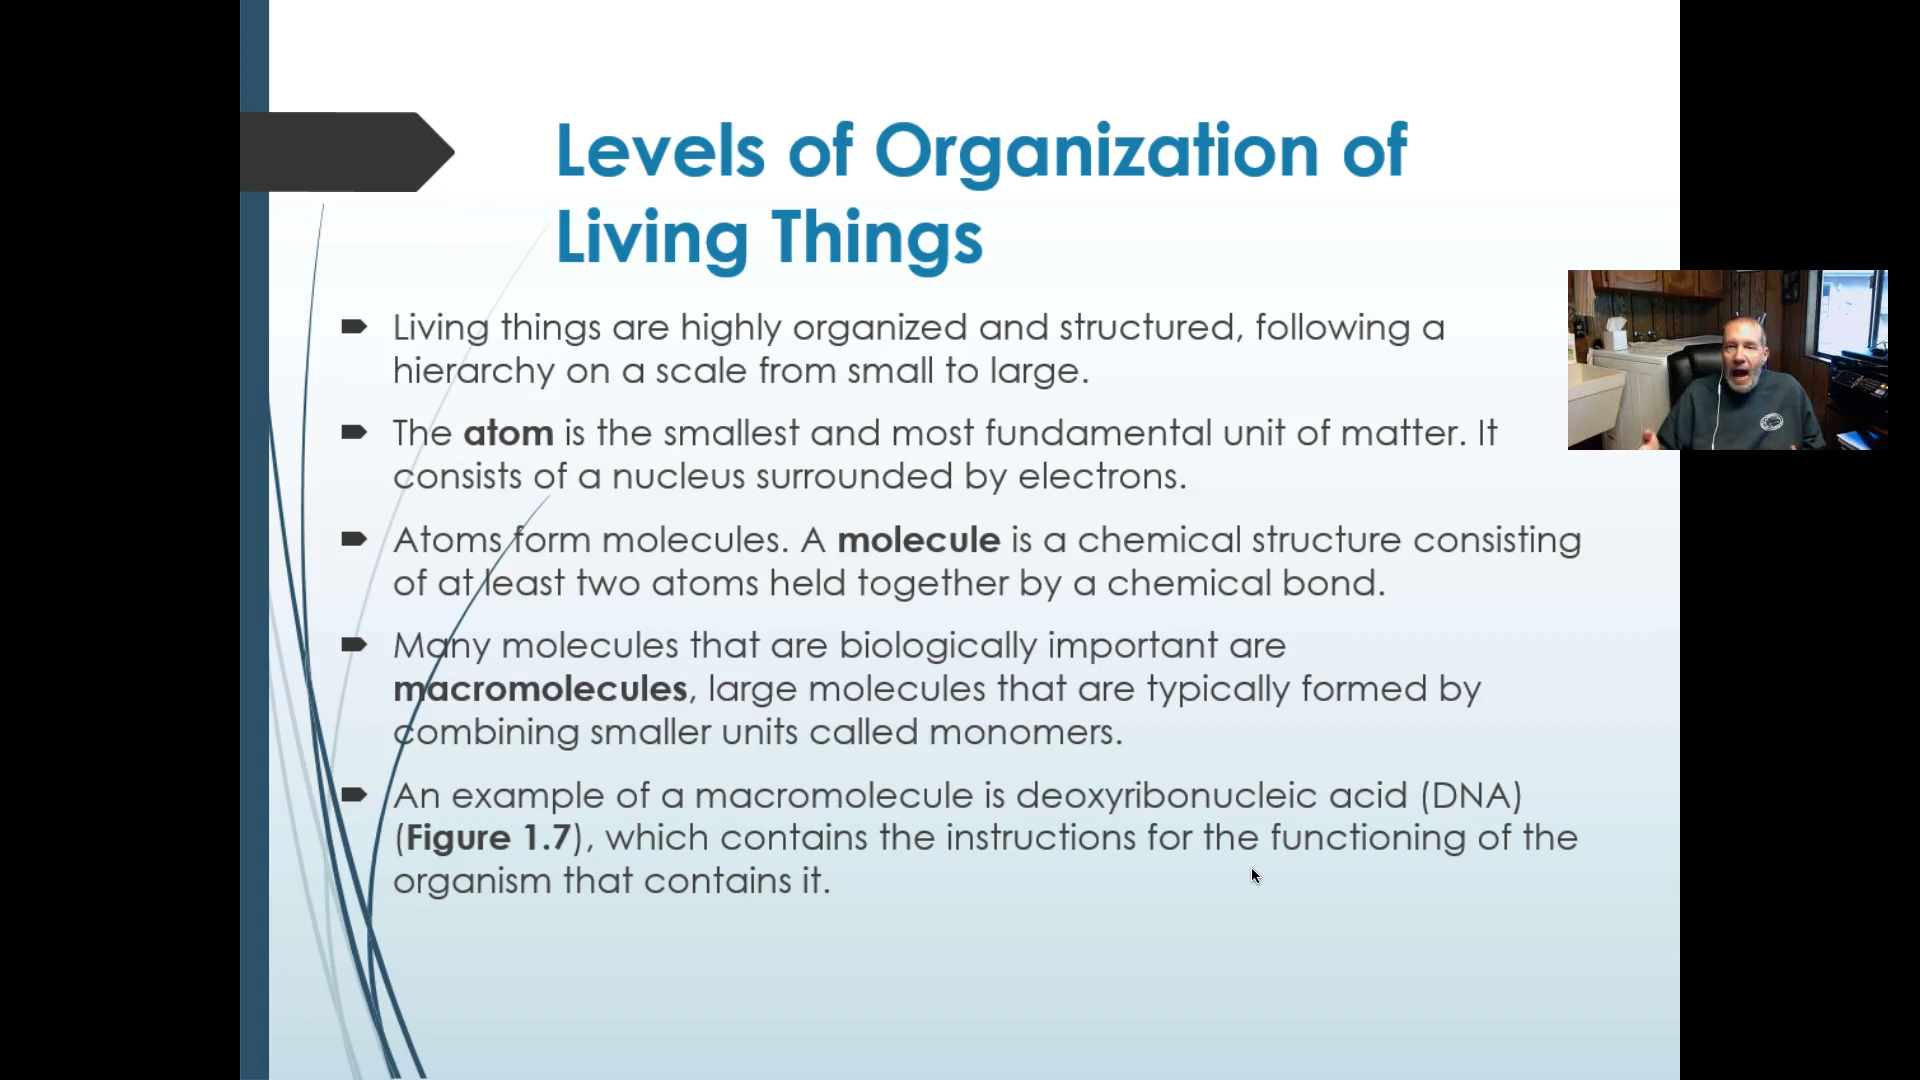 Levels of Organization of
Living Things
Living things are highly organized and structured, following a
hierarchy on a scale from small to large.
The atom is the smallest and most fundamental unit of matter. It
consists of a nucleus surrounded by electrons.
Atoms form molecules. A molecule is a chemical structure consisting
of at least two atoms held together by a chemical bond.
Many molecules that are biologically important are
macromolecules, large molecules that are typically formed by
combining smaller units called monomers.
An example of a macromolecule is deoxyribonucleic acid (DNA)
(Figure 1.7), which contains the instructions for the functioning of the
organism that contains it.